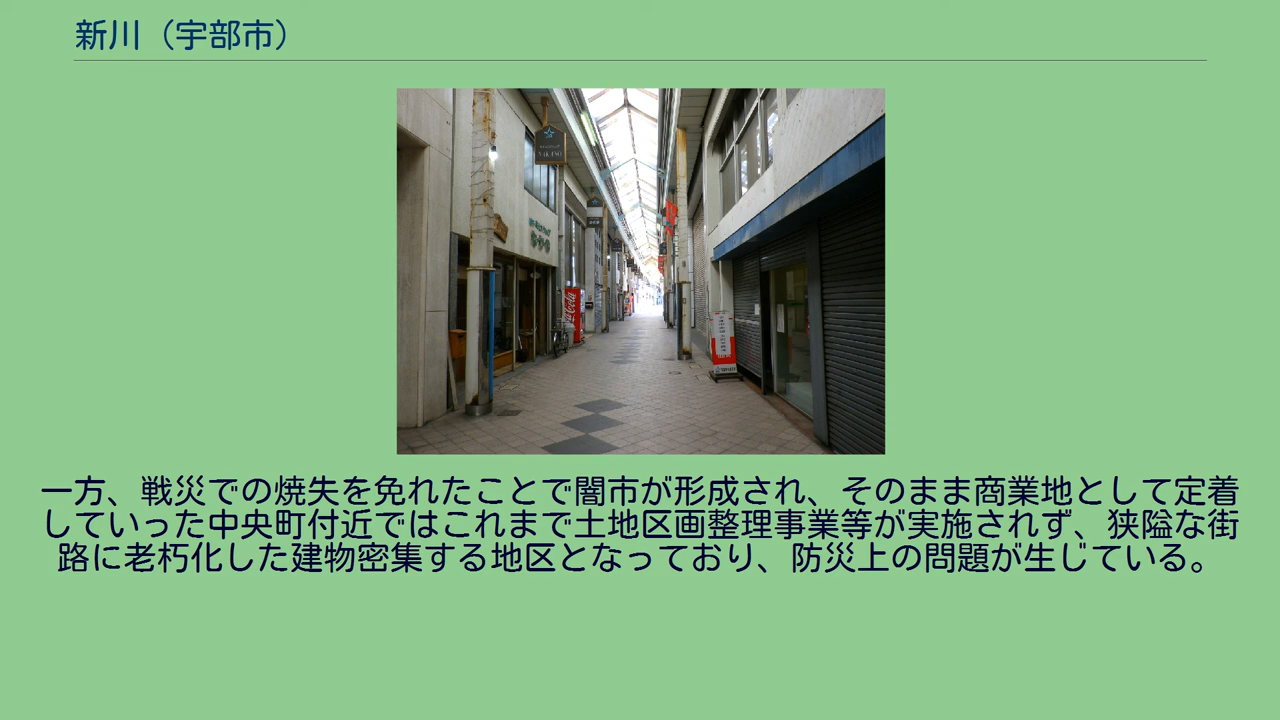 新川（宇部市）
Coca-Cola
一方、戦災での焼失を免れたことで闇市が形成され、そのまま商業地として定着
していった中央町付近ではこれまで土地区画整理事業等が実施されず、狭隘な街
路に老朽化した建物密集する地区となっており、防災上の問題が生じている。